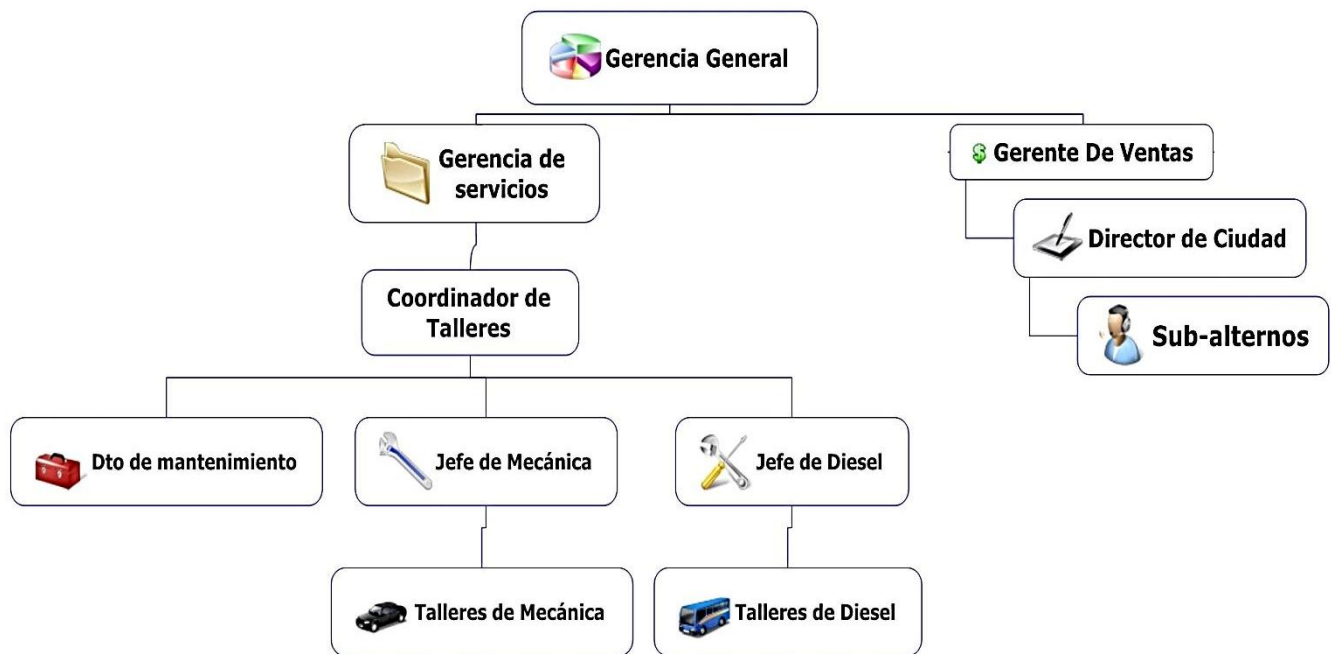 Gerencia General
Gerencia de
servicios
$ Gerente De Ventas
Director de Ciudad
Coordinador de
Talleres
Sub-alternos
Dto de mantenimiento
Jefe de Mecánica
Jefe de Diesel
Talleres de Mecánica
Talleres de Diesel